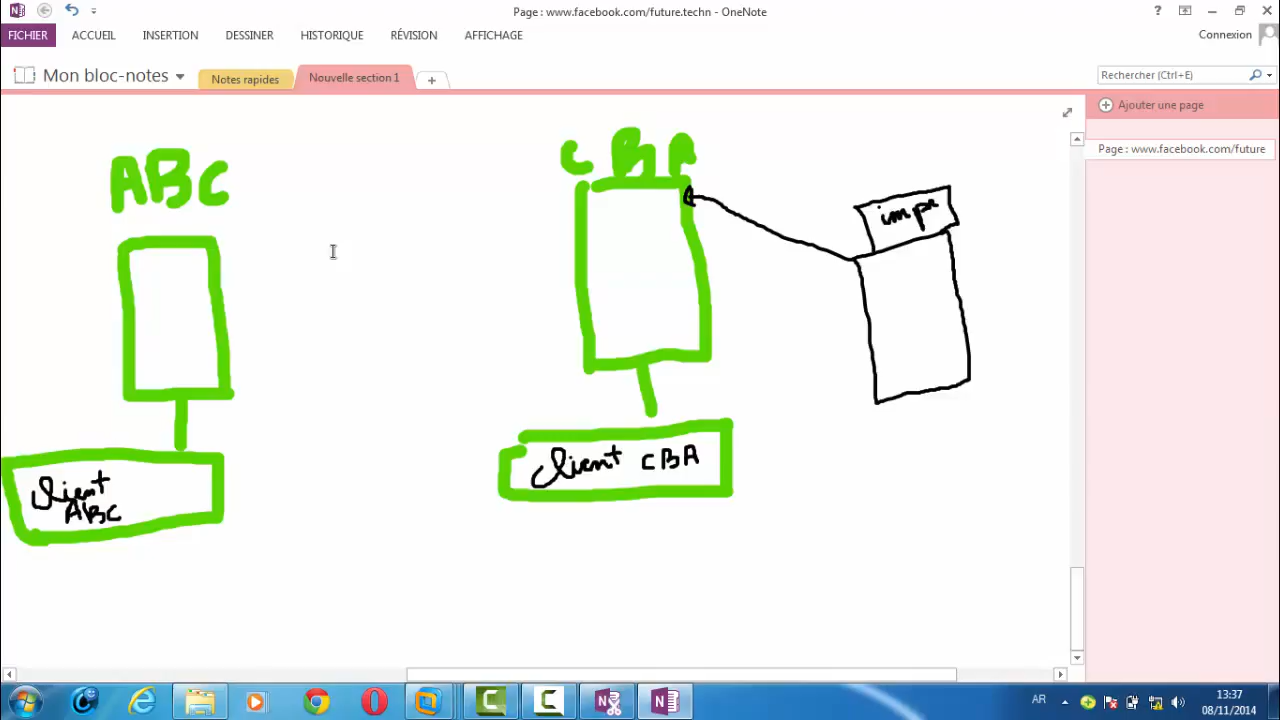 Page : www.facebook.com/future.techn - OneNote
FICHIER ACCUEIL INSERTION DESSINER HISTORIQUE RÉVISION AFFICHAGE
Connexion
Mon bloc-notes
Notes rapides
Nouvelle section 1
Rechercher (Ctrl+E)
Ajouter une page
Page : www.facebook.com/future
ABC
CBA
impr
Client
ABC
Client CBA
AR
13:37
08/11/2014